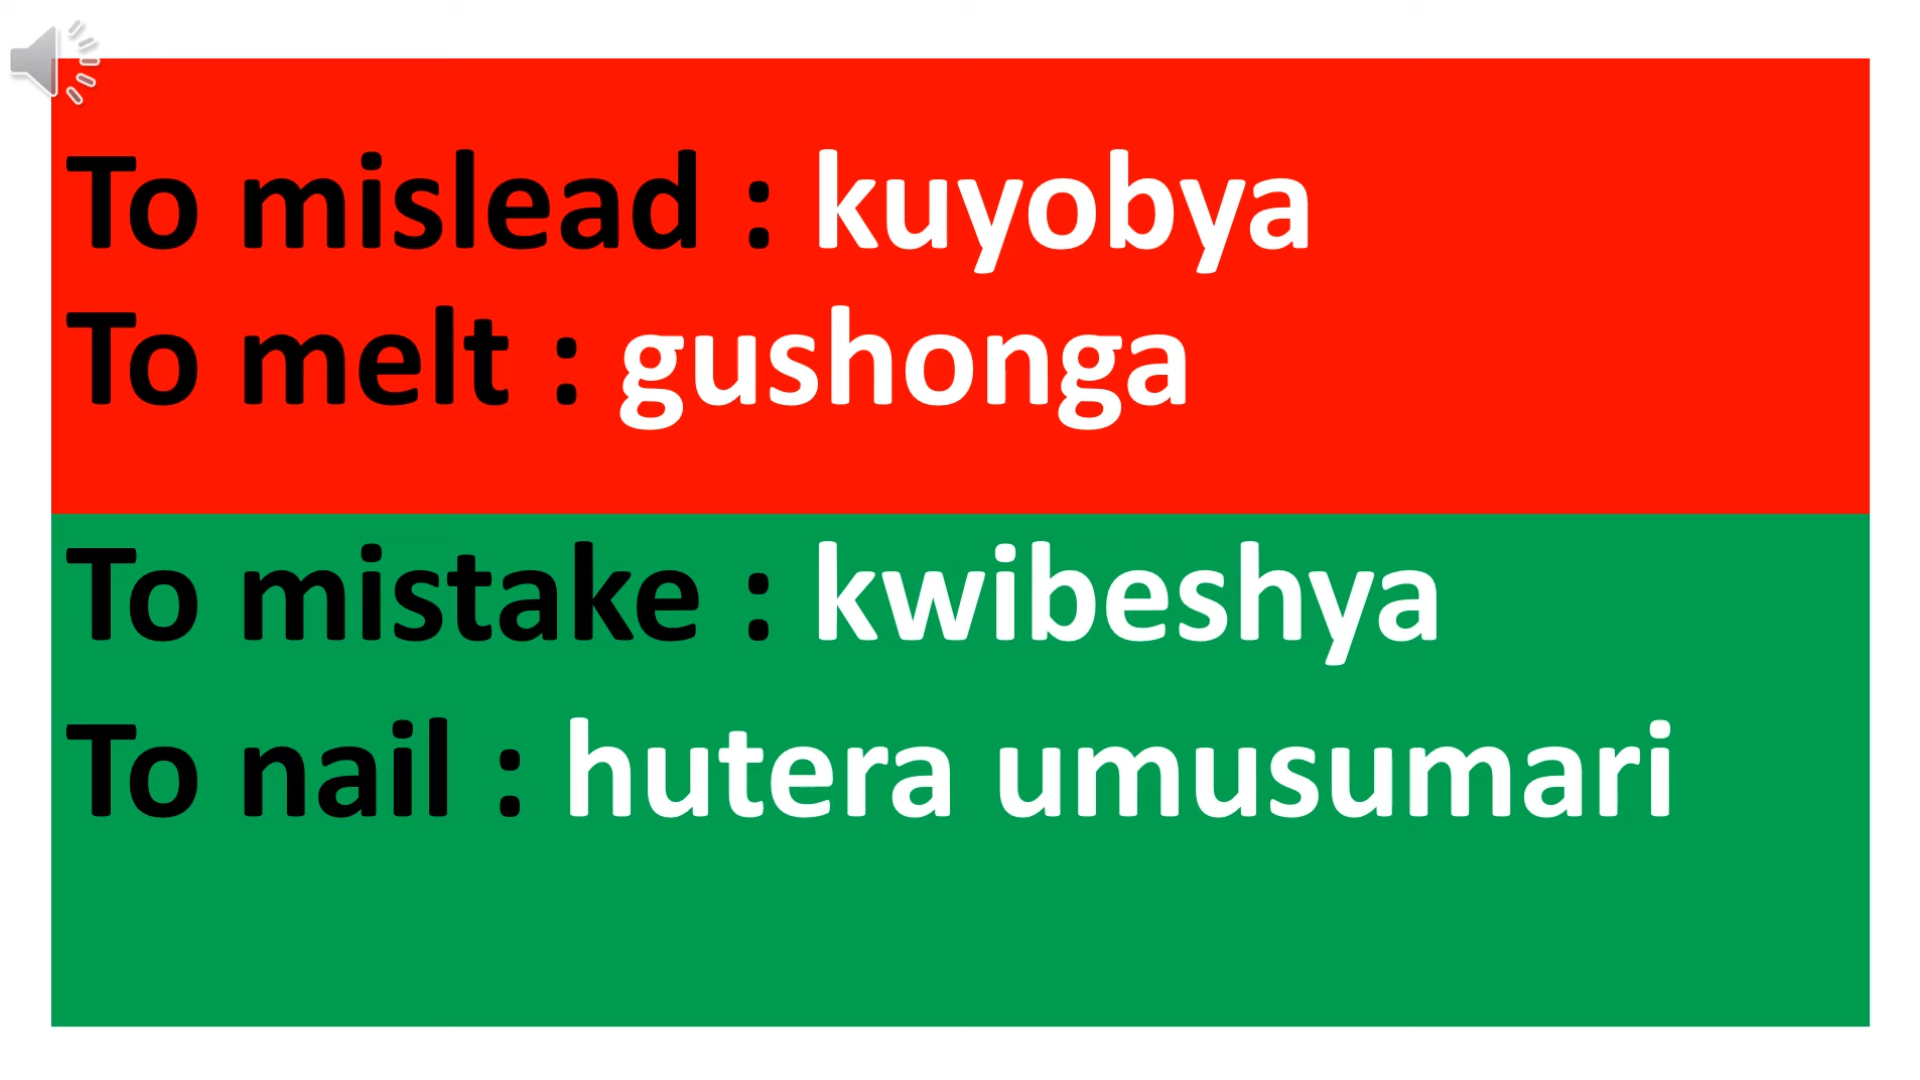 To mislead : kuyobya
To melt : gushonga
To mistake : kwibeshya
To nail : hutera umusumari